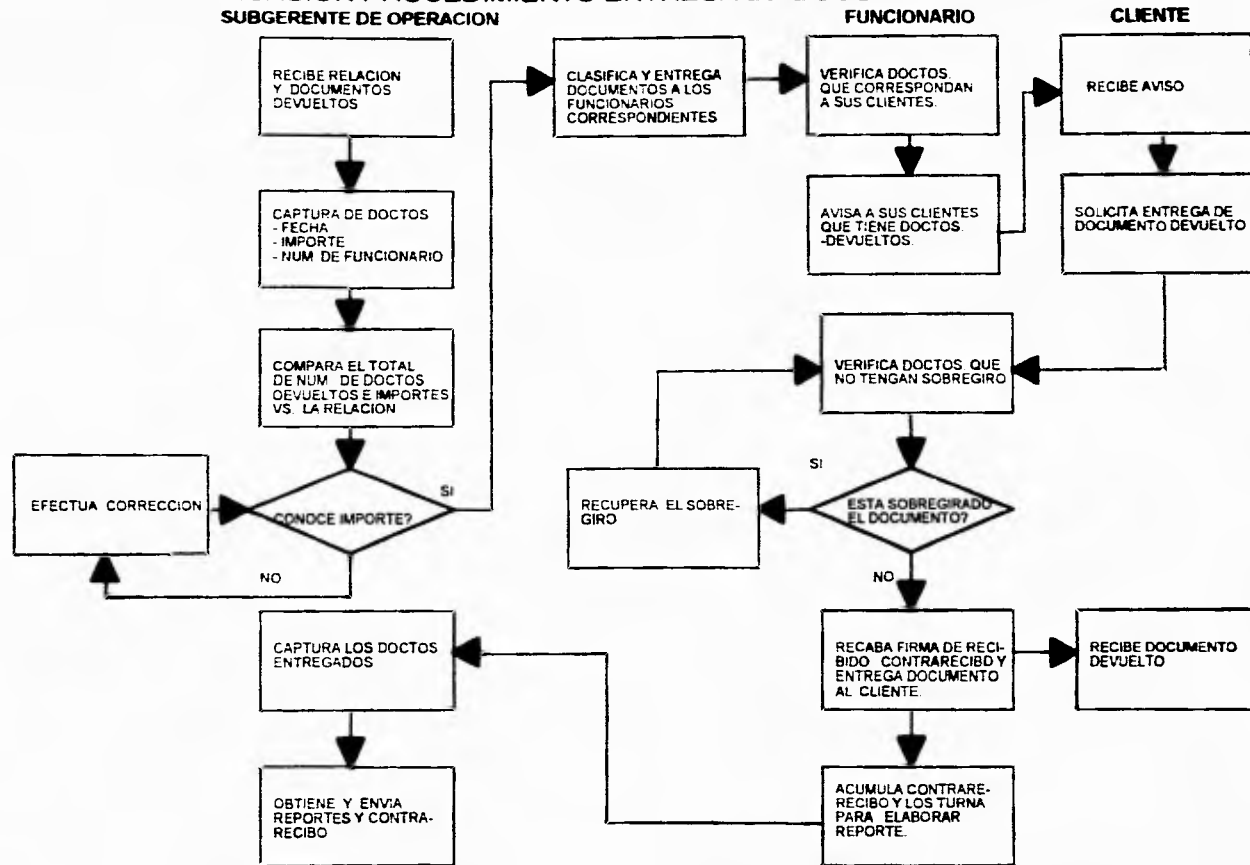 SUBGERENTE DE OPERACION
FUNCIONARIO
CLIENTE
RECIBE RELACION
Y DOCUMENTOS
DEVUELTOS
CLASIFICA Y ENTREGA
DOCUMENTOS A LOS
FUNCIONARIOS
CORRESPONDIENTES
VERIFICA DOCTOS.
QUE CORRESPONDAN
A SUS CLIENTES.
RECIBE AVISO
CAPTURA DE DOCTOS
- FECHA
- IMPORTE
- NUM DE FUNCIONARIO
AVISA A SUS CLIENTES
QUE TIENE DOCTOS.
-DEVUELTOS.
SOLICITA ENTREGA DE
DOCUMENTO DEVUELTO
COMPARA EL TOTAL
DE NUM DE DOCTOS
DEVUELTOS E IMPORTES
VS. LA RELACION
VERIFICA DOCTOS QUE
NO TENGAN SOBREGIRO
EFECTUA CORRECCION
CONOCE IMPORTE?
SI
NO
RECUPERA EL SOBRE-
GIRO
SI
ESTA SOBREGIRADO
EL DOCUMENTO?
NO
CAPTURA LOS DOCTOS
ENTREGADOS
RECABA FIRMA DE RECI-
BIDO CONTRARECIBO Y
ENTREGA DOCUMENTO
AL CLIENTE.
RECIBE DOCUMENTO
DEVUELTO
OBTIENE Y ENVIA
REPORTES Y CONTRA-
RECIBO
ACUMULA CONTRARE-
RECIBO Y LOS TURNA
PARA ELABORAR
REPORTE.